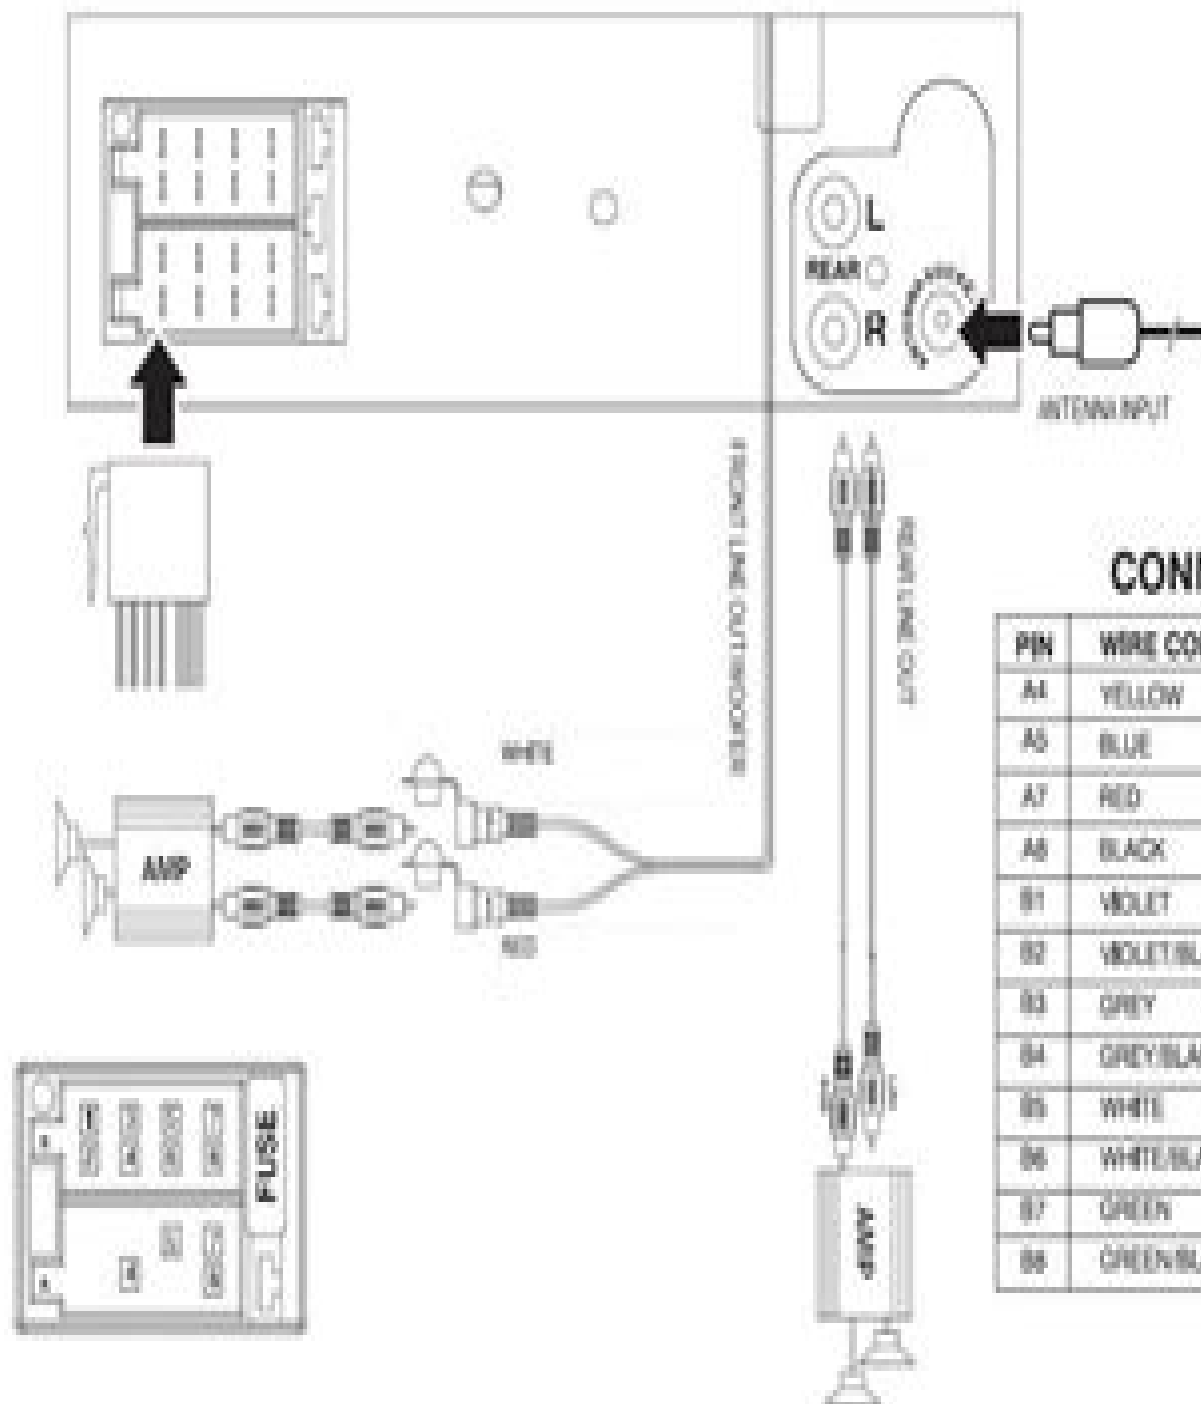 L
REAR
R
ANTENNA INPUT
FRONT LINE OUT/WOOFER
REAR LINE OUT
WHITE
AMP
RED
FUSE
AMP
CONN
PIN WIRE COL
A4 YELLOW
A5 BLUE
A7 RED
A8 BLACK
B1 VIOLET
B2 VIOLET/BLA
B3 GREY
B4 GREY/BLA
B5 WHITE
B6 WHITE/BLA
B7 GREEN
B8 GREEN/BL